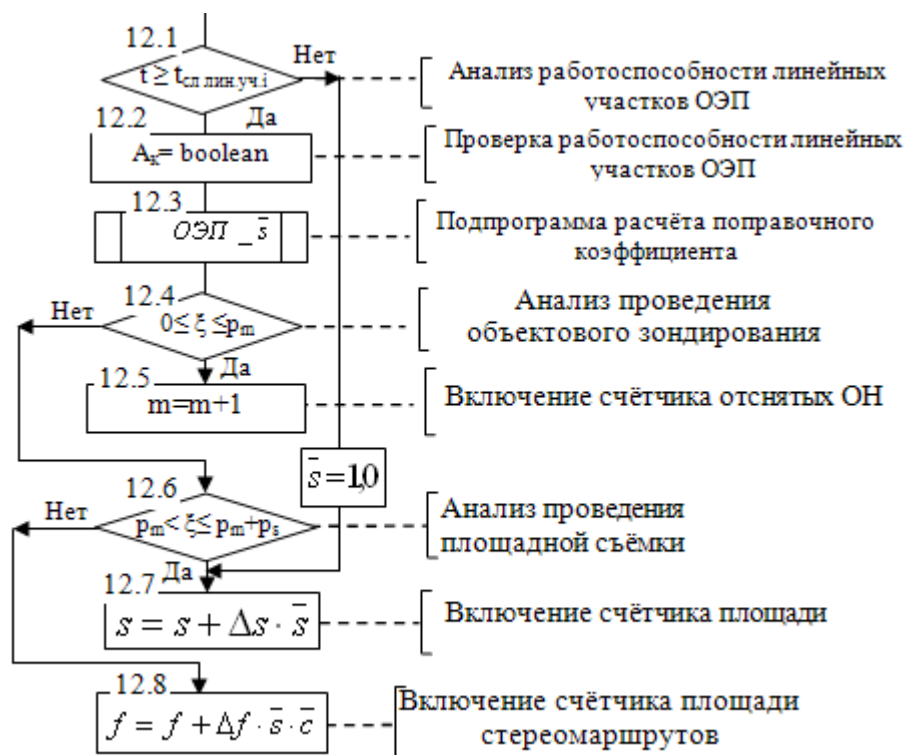 12.1
Нет
t ≥ tсл.лин.уч.i
Анализ работоспособности линейных
участков ОЭП
12.2
Да
Aк= boolean
Проверка работоспособности линейных
участков ОЭП
12.3
ОЭП _ s̄
Подпрограмма расчёта поправочного
коэффициента
Нет
12.4
0≤ ξ ≤pm
Анализ проведения
объектового зондирования
Да
12.5
m=m+1
Включение счётчика отснятых ОН
s̄ = 1,0
12.6
Нет
pm< ξ≤ pm+ps
Анализ проведения
площадной съёмки
Да
12.7
s = s + Δs · s̄
Включение счётчика площади
12.8
f = f + Δf · s̄ · c̄
Включение счётчика площади
стереомаршрутов